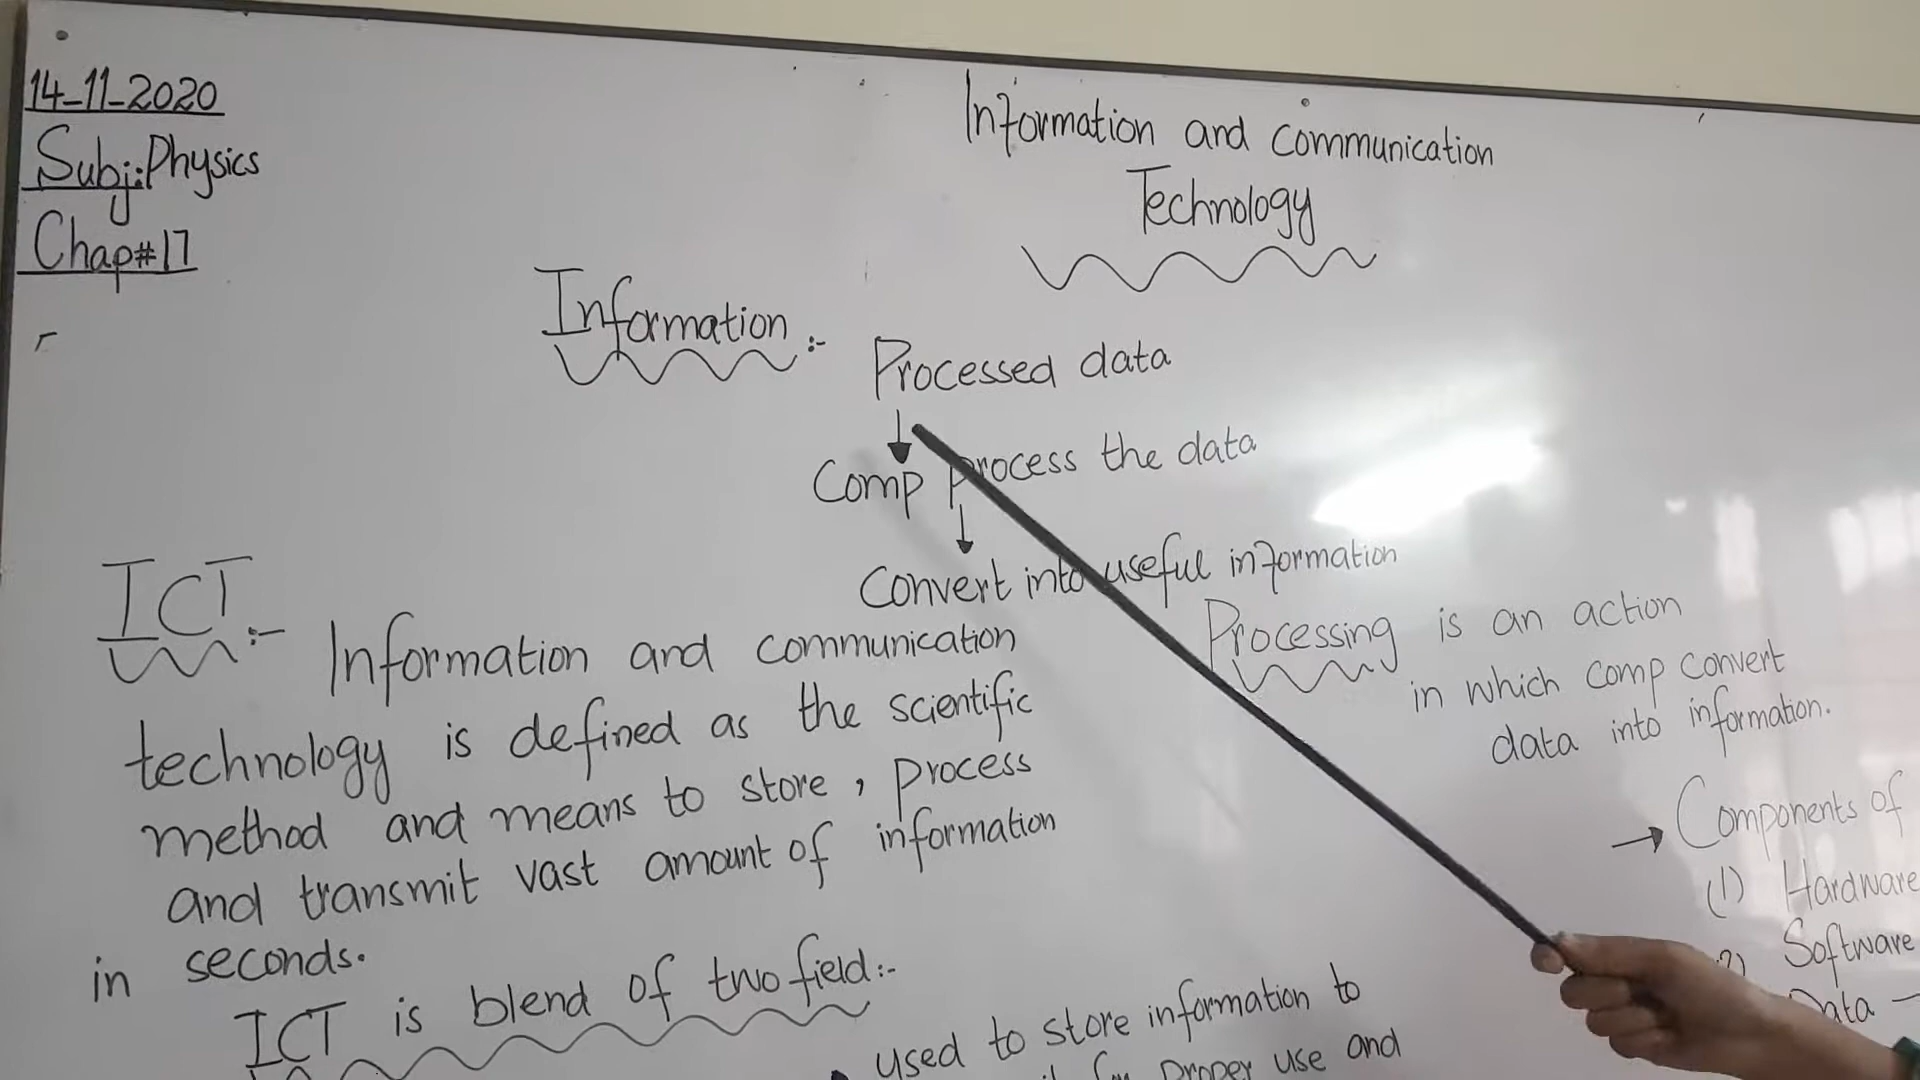 14-11-2020
Subj:Physics
Chap#17
Information and communication
Technology
Information :- Processed data
Comp process the data
Convert into useful information
Processing is an action
in which comp convert
data into information.
ICT:- Information and communication
technology is defined as the scientific
method and means to store, process
and transmit vast amount of information
in seconds.
ICT is blend of two field:-
used to store information to
proper use and
→ Components of
(1) Hardware
Software
Data